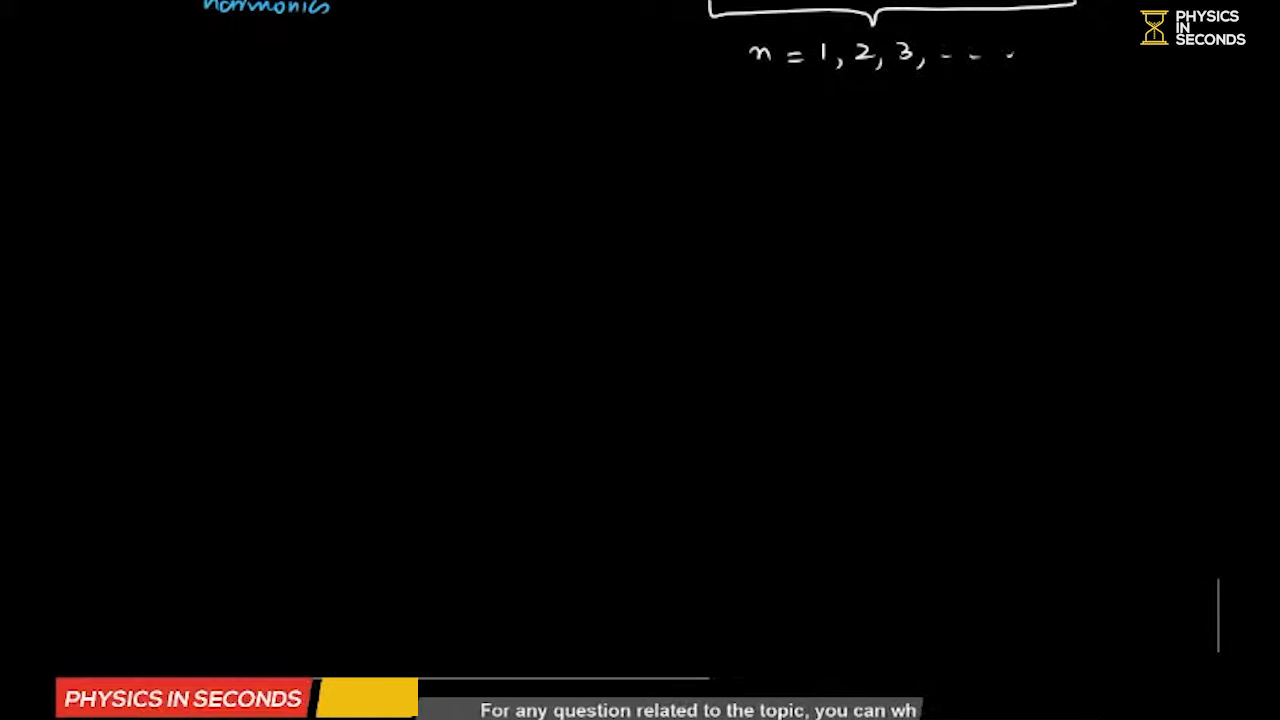 harmonics
n = 1, 2, 3, - - -
PHYSICS
IN
SECONDS
PHYSICS IN SECONDS
For any question related to the topic, you can wh